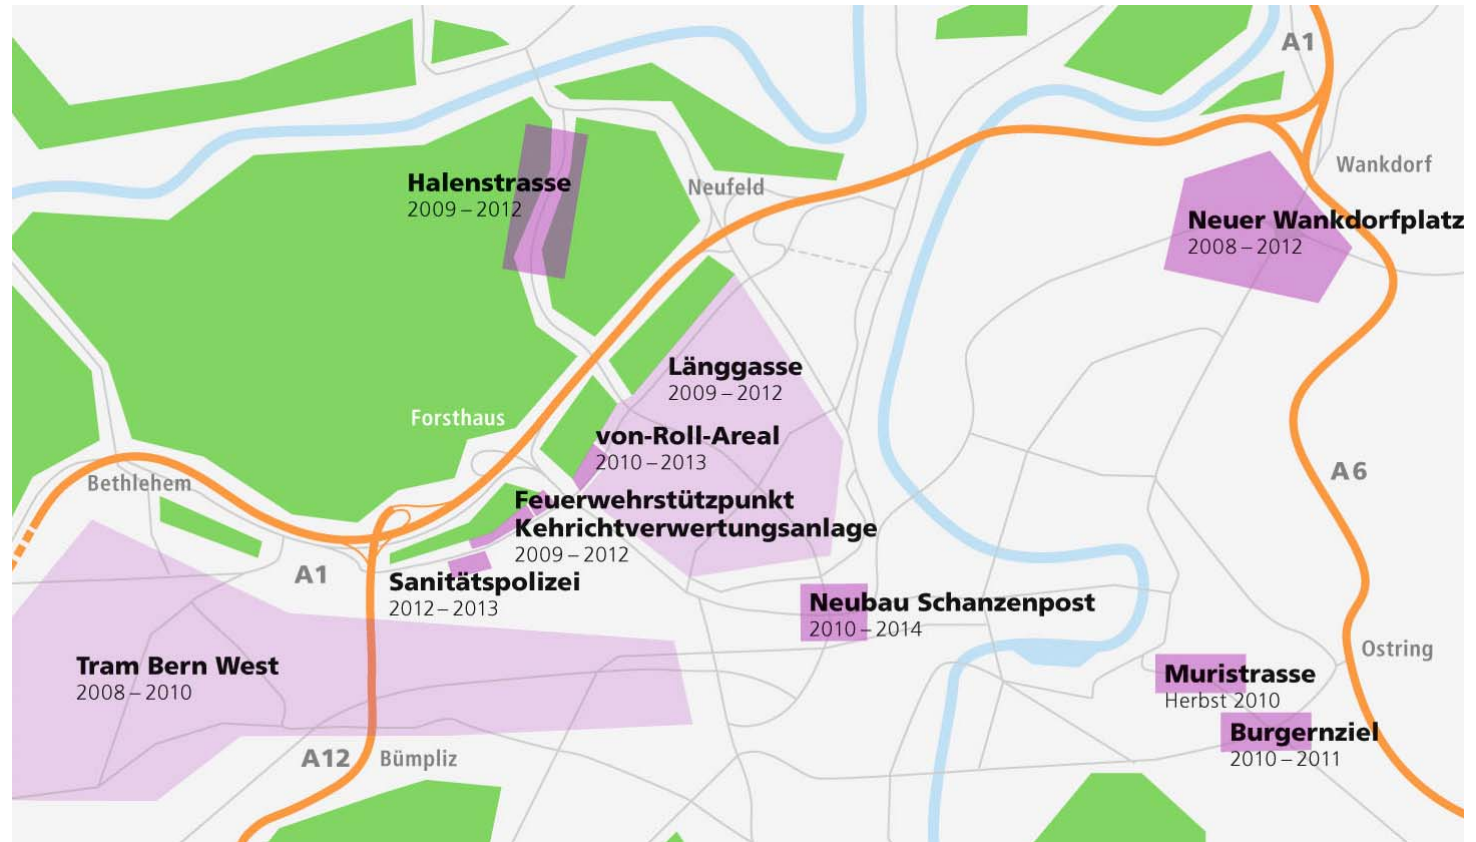 A1
Wankdorf
Halenstrasse
2009 – 2012
Neufeld
Neuer Wankdorfplatz
2008 – 2012
Länggasse
2009 – 2012
Forsthaus
von-Roll-Areal
2010 – 2013
A6
Bethlehem
Feuerwehrstützpunkt
Kehrichtverwertungsanlage
2009 – 2012
A1
Sanitätspolizei
2012 – 2013
Neubau Schanzenpost
2010 – 2014
Ostring
Tram Bern West
2008 – 2010
Muristrasse
Herbst 2010
Burgernziel
2010 – 2011
A12
Bümpliz